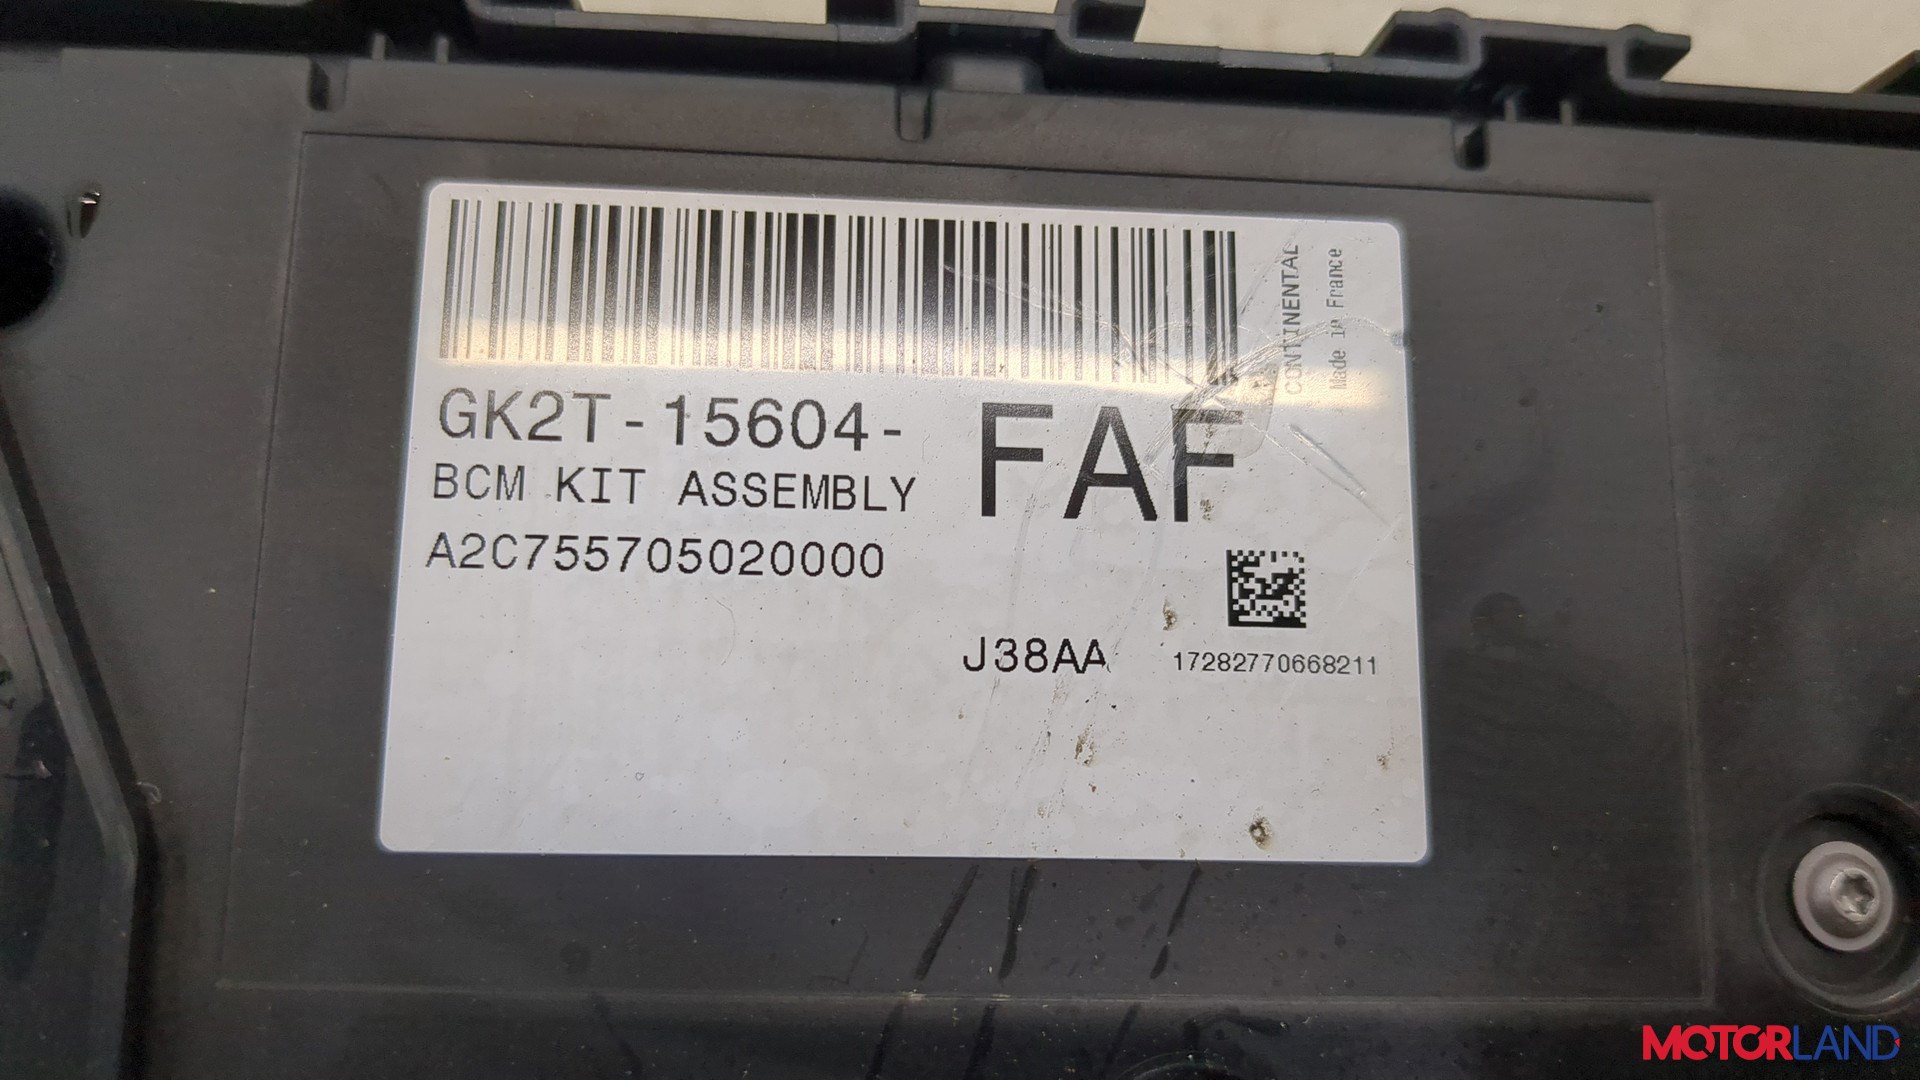 CONTINENTAL
Made in France
GK2T-15604- FAF
BCM KIT ASSEMBLY
A2C755705020000
J38AA 17282770668211
MOTORLAND